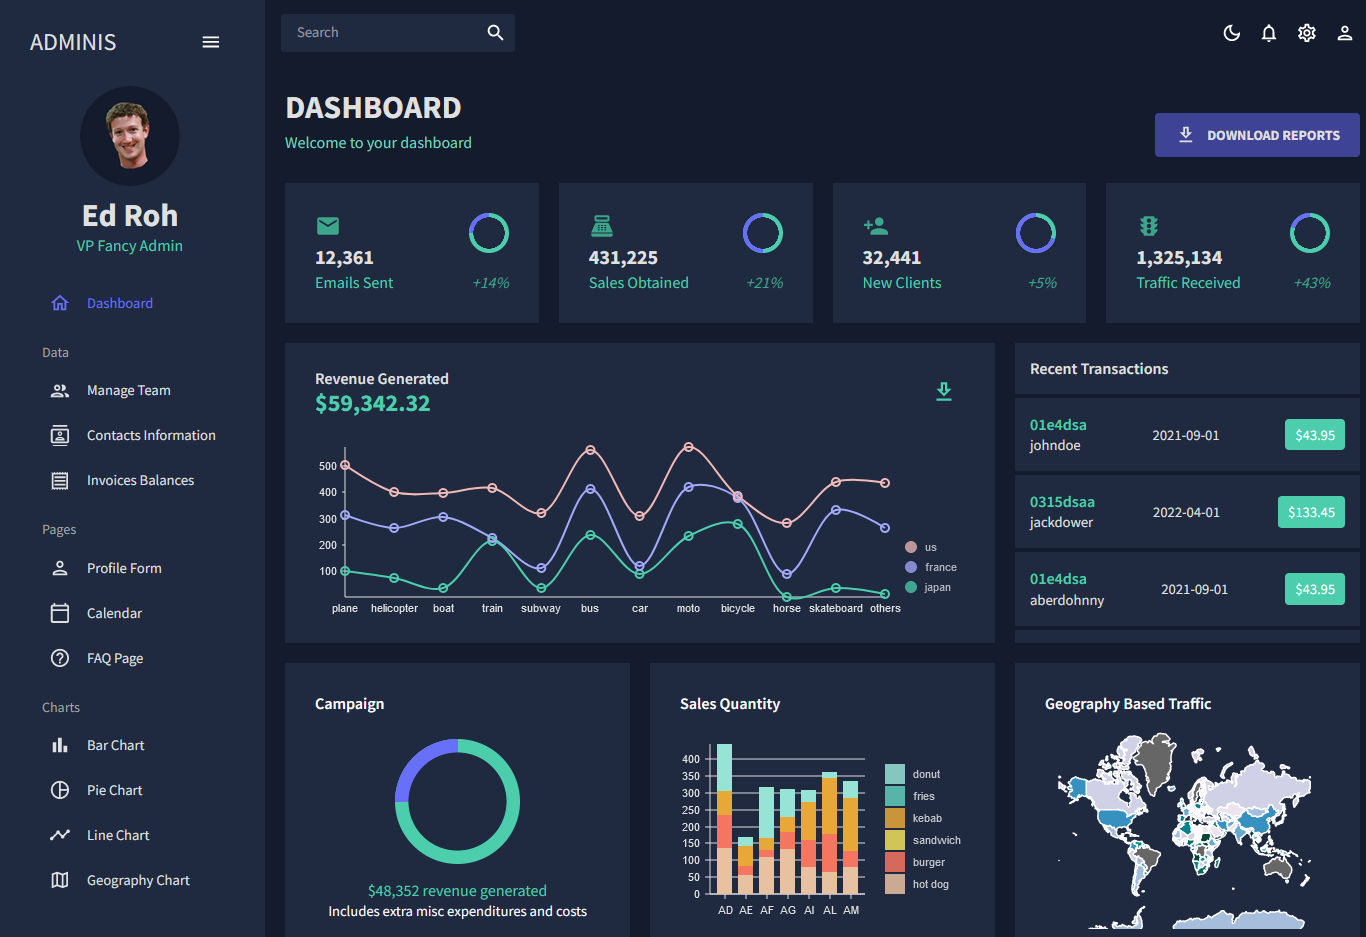 ADMINIS
Search
Ed Roh
VP Fancy Admin
Dashboard
Data
Manage Team
Contacts Information
Invoices Balances
Pages
Profile Form
Calendar
FAQ Page
Charts
Bar Chart
Pie Chart
Line Chart
Geography Chart
DASHBOARD
Welcome to your dashboard
DOWNLOAD REPORTS
12,361
Emails Sent +14%
431,225
Sales Obtained +21%
32,441
New Clients +5%
1,325,134
Traffic Received +43%
Revenue Generated
$59,342.32
500
400
300
200
100
plane helicopter boat train subway bus car moto bicycle horse skateboard others
us
france
japan
Recent Transactions
01e4dsa
johndoe
2021-09-01
$43.95
0315dsaa
jackdower
2022-04-01
$133.45
01e4dsa
aberdohnny
2021-09-01
$43.95
Campaign
$48,352 revenue generated
Includes extra misc expenditures and costs
Sales Quantity
400
350
300
250
200
150
100
50
0
AD AE AF AG AI AL AM
donut
fries
kebab
sandwich
burger
hot dog
Geography Based Traffic